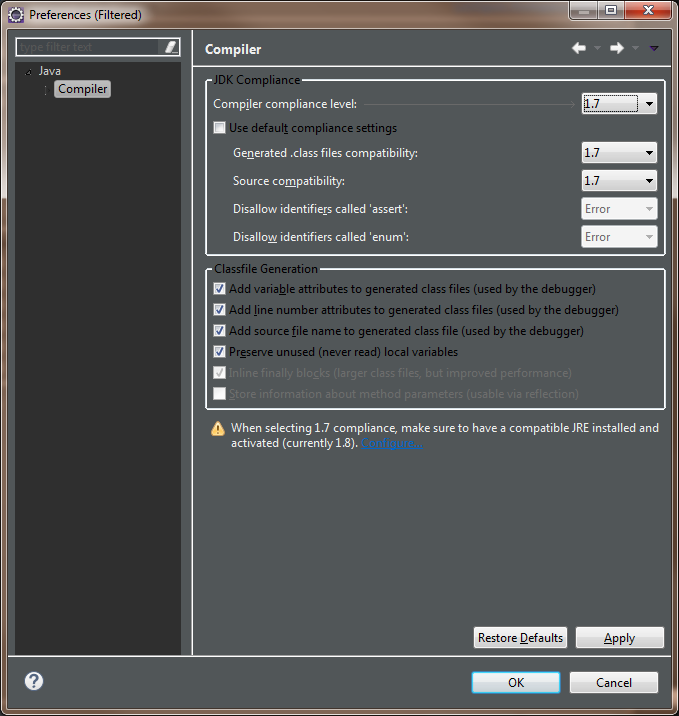 Preferences (Filtered)
type filter text
Java
Compiler
Compiler
JDK Compliance
Compiler compliance level:
1.7
Use default compliance settings
Generated .class files compatibility:
1.7
Source compatibility:
1.7
Disallow identifiers called 'assert':
Error
Disallow identifiers called 'enum':
Error
Classfile Generation
Add variable attributes to generated class files (used by the debugger)
Add line number attributes to generated class files (used by the debugger)
Add source file name to generated class file (used by the debugger)
Preserve unused (never read) local variables
Inline finally blocks (larger class files, but improved performance)
Store information about method parameters (usable via reflection)
When selecting 1.7 compliance, make sure to have a compatible JRE installed and
activated (currently 1.8). Configure...
Restore Defaults
Apply
?
OK
Cancel